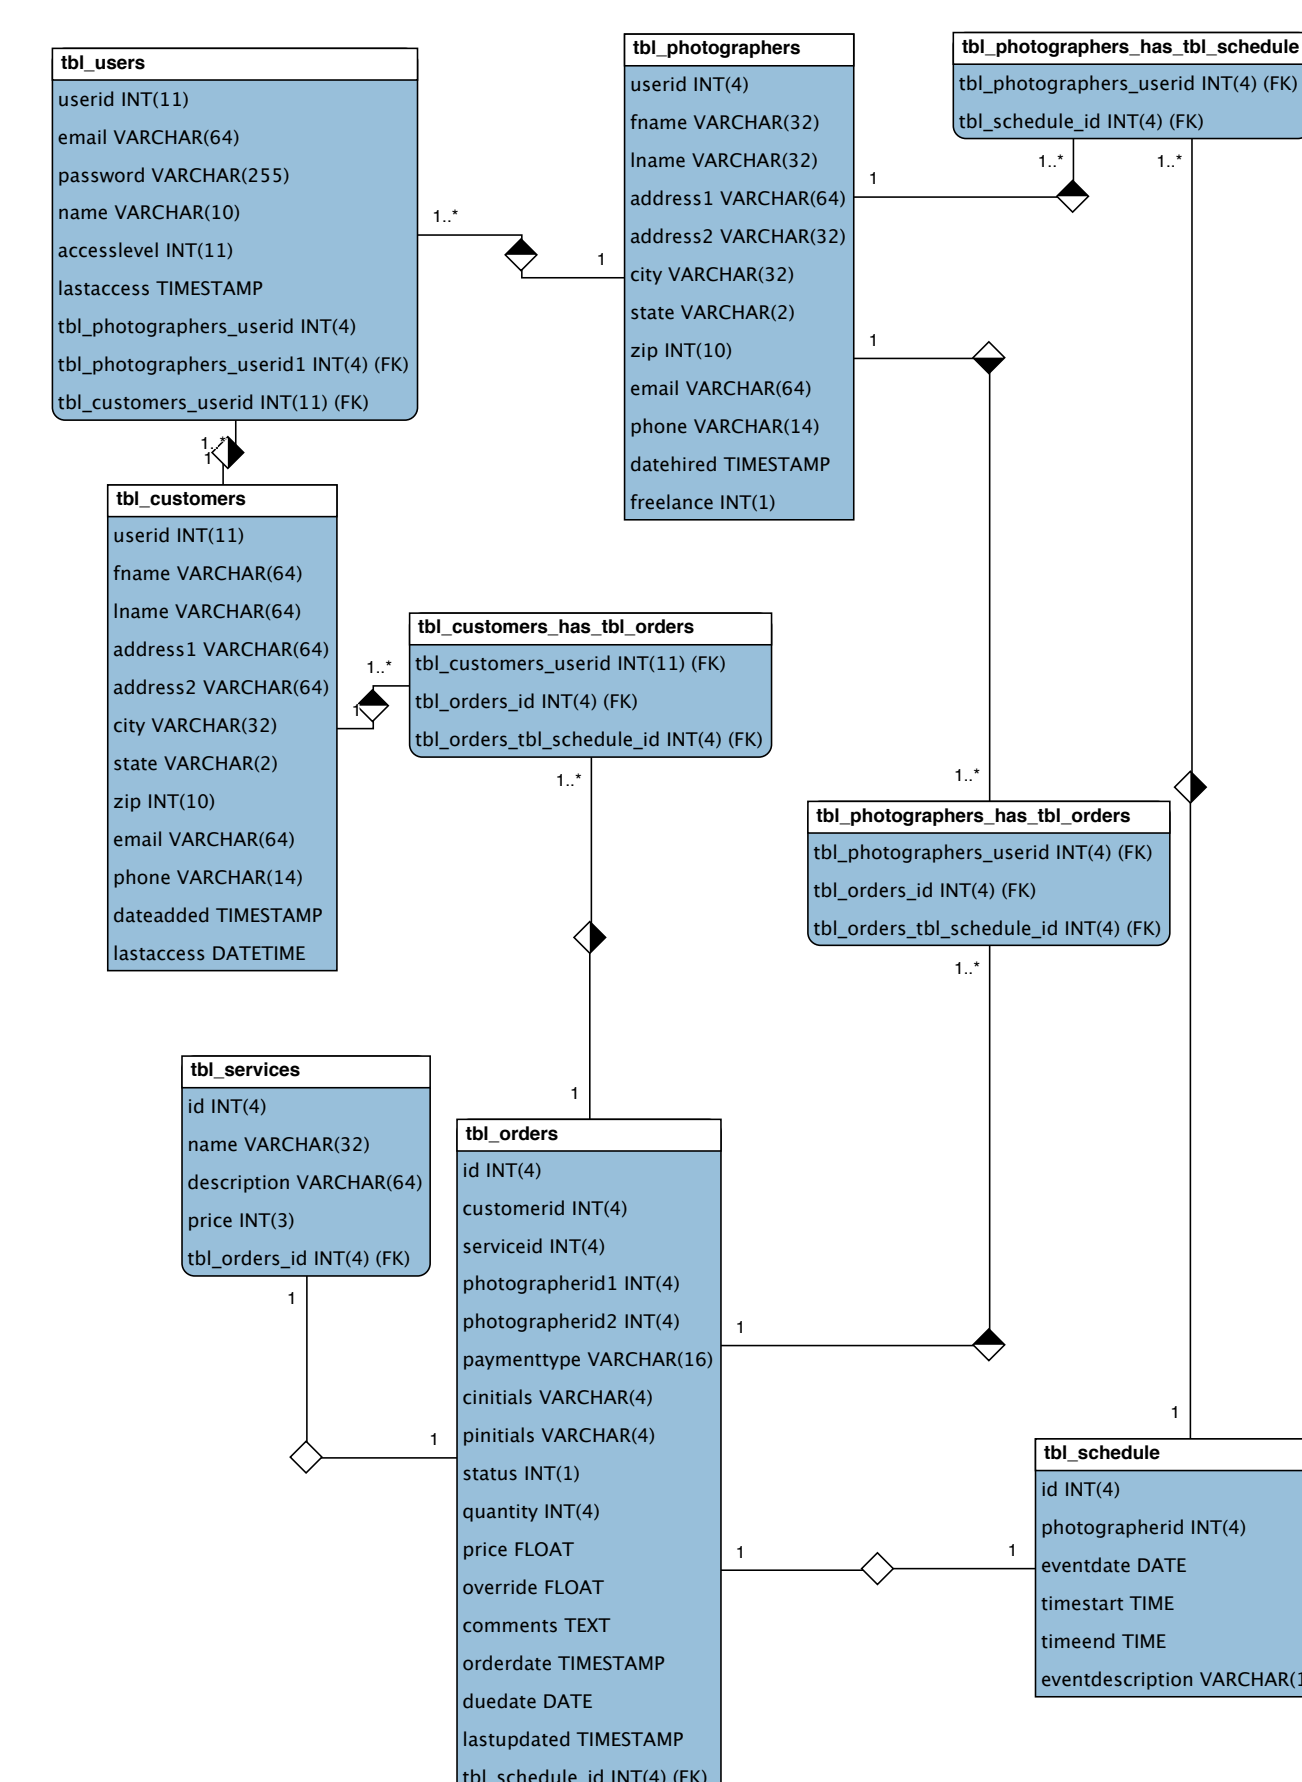 tbl_users
userid INT(11)
email VARCHAR(64)
password VARCHAR(255)
name VARCHAR(10)
accesslevel INT(11)
lastaccess TIMESTAMP
tbl_photographers_userid INT(4)
tbl_photographers_userid1 INT(4) (FK)
tbl_customers_userid INT(11) (FK)
1..*
1
1..*
1
tbl_photographers
userid INT(4)
fname VARCHAR(32)
lname VARCHAR(32)
address1 VARCHAR(64)
address2 VARCHAR(32)
city VARCHAR(32)
state VARCHAR(2)
zip INT(10)
email VARCHAR(64)
phone VARCHAR(14)
datehired TIMESTAMP
freelance INT(1)
1
1
tbl_photographers_has_tbl_schedule
tbl_photographers_userid INT(4) (FK)
tbl_schedule_id INT(4) (FK)
1..*
1..*
tbl_customers
userid INT(11)
fname VARCHAR(64)
lname VARCHAR(64)
address1 VARCHAR(64)
address2 VARCHAR(64)
city VARCHAR(32)
state VARCHAR(2)
zip INT(10)
email VARCHAR(64)
phone VARCHAR(14)
dateadded TIMESTAMP
lastaccess DATETIME
1..*
1
tbl_customers_has_tbl_orders
tbl_customers_userid INT(11) (FK)
tbl_orders_id INT(4) (FK)
tbl_orders_tbl_schedule_id INT(4) (FK)
1..*
1
1..*
tbl_photographers_has_tbl_orders
tbl_photographers_userid INT(4) (FK)
tbl_orders_id INT(4) (FK)
tbl_orders_tbl_schedule_id INT(4) (FK)
1..*
tbl_services
id INT(4)
name VARCHAR(32)
description VARCHAR(64)
price INT(3)
tbl_orders_id INT(4) (FK)
1
1
tbl_orders
id INT(4)
customerid INT(4)
serviceid INT(4)
photographerid1 INT(4)
photographerid2 INT(4)
paymenttype VARCHAR(16)
cinitials VARCHAR(4)
pinitials VARCHAR(4)
status INT(1)
quantity INT(4)
price FLOAT
override FLOAT
comments TEXT
orderdate TIMESTAMP
duedate DATE
lastupdated TIMESTAMP
tbl_schedule_id INT(4) (FK)
1
1
1
1
tbl_schedule
id INT(4)
photographerid INT(4)
eventdate DATE
timestart TIME
timeend TIME
eventdescription VARCHAR(1